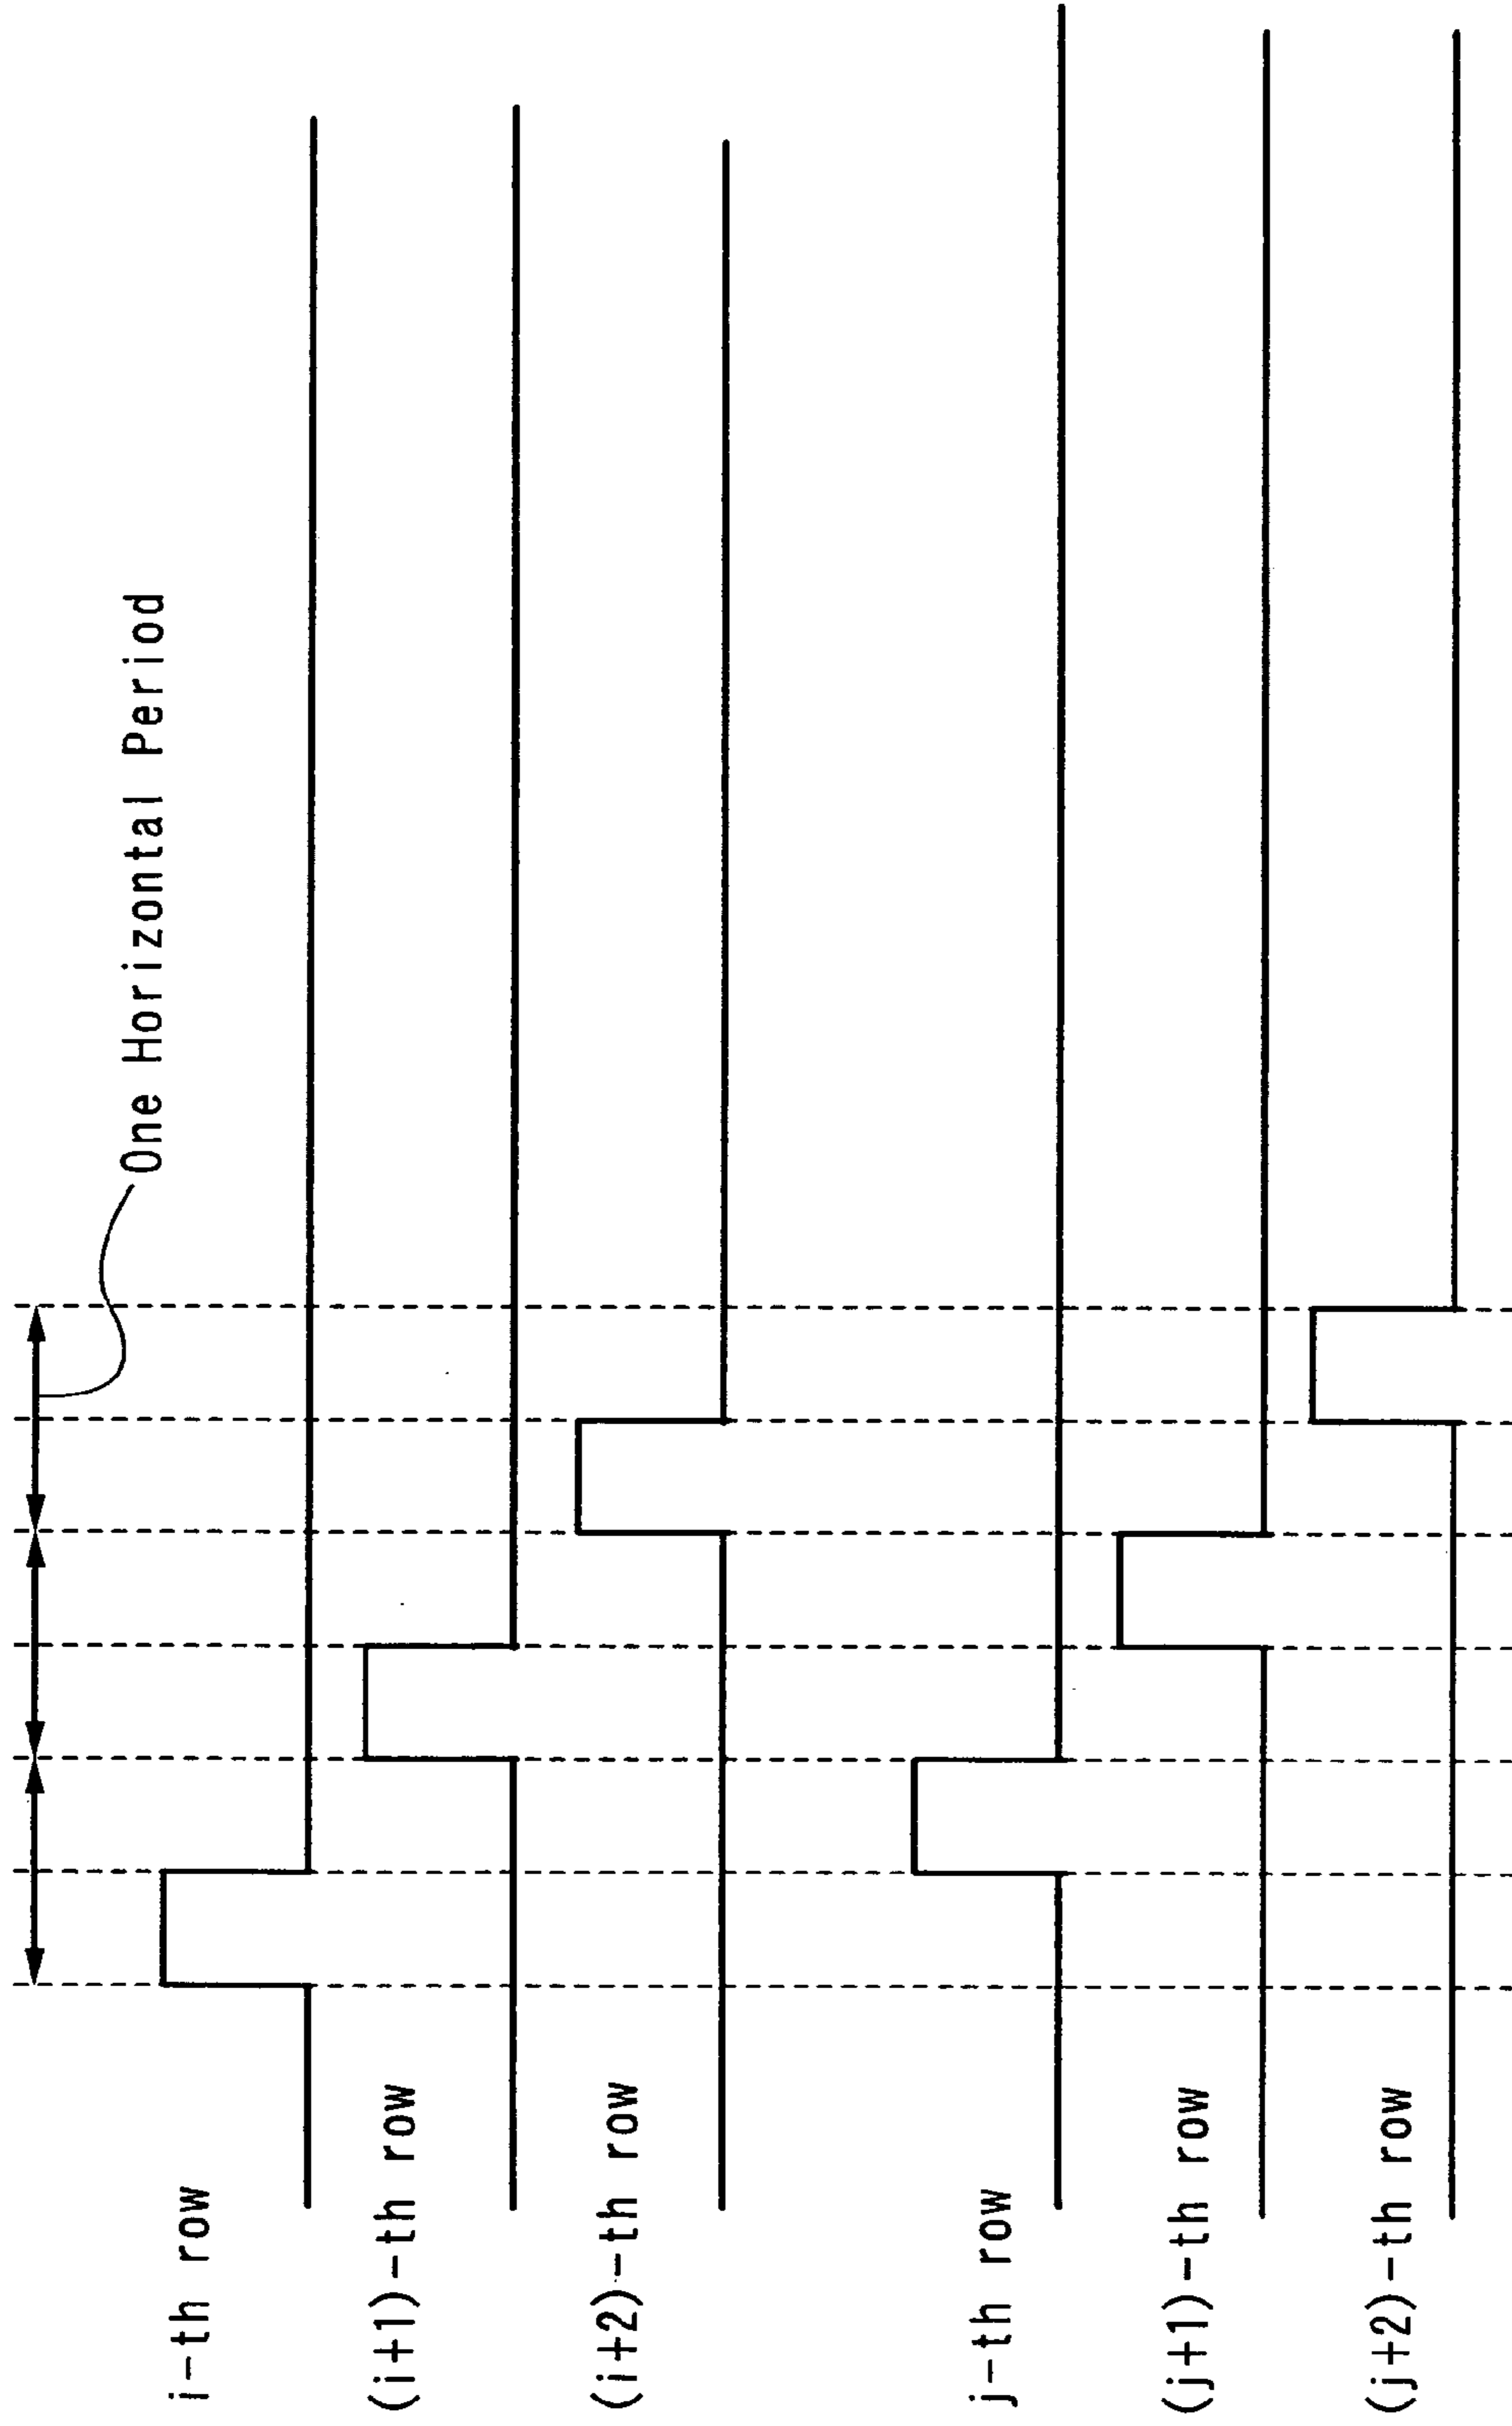 One Horizontal Period
i-th row
(i+1)-th row
(i+2)-th row
j-th row
(j+1)-th row
(j+2)-th row